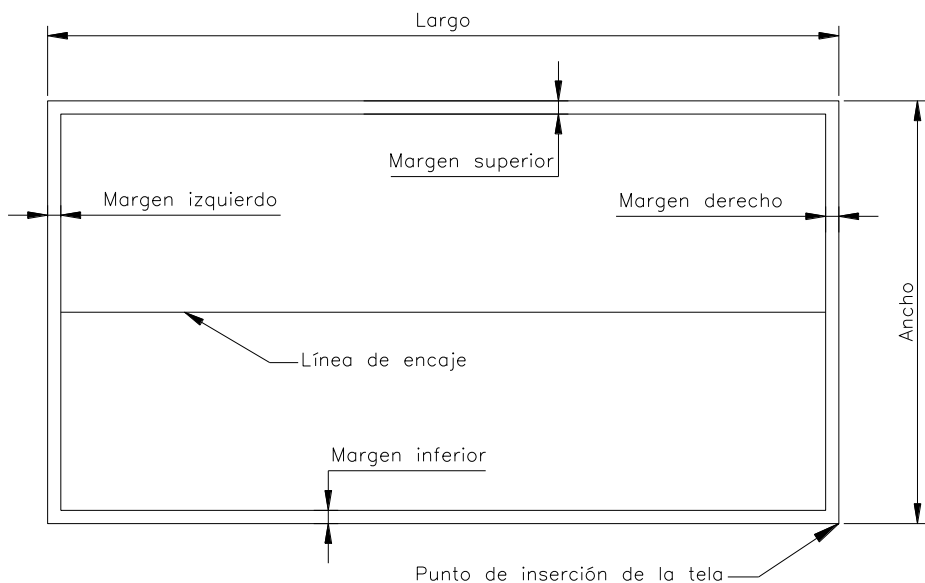 Largo
Margen superior
Margen izquierdo
Margen derecho
Ancho
Línea de encaje
Margen inferior
Punto de inserción de la tela